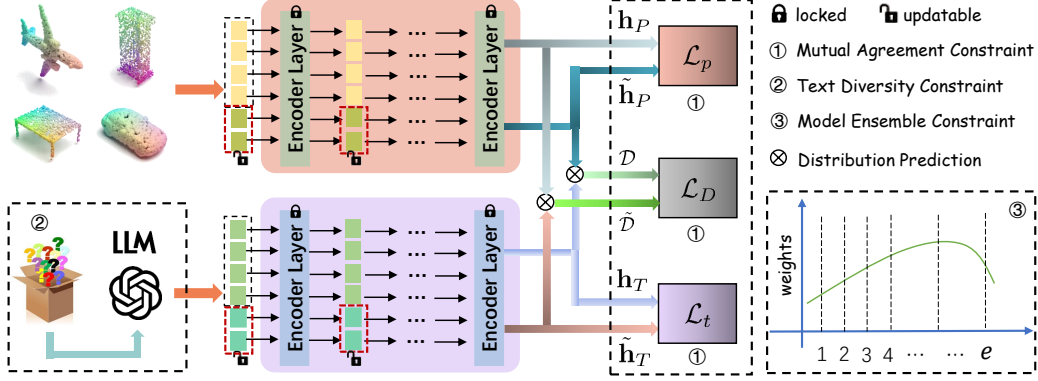 locked
updatable
① Mutual Agreement Constraint
② Text Diversity Constraint
③ Model Ensemble Constraint
⊗ Distribution Prediction
Encoder Layer
...
...
...
...
...
...
Encoder Layer
h_P
h̃_P
ℒ_p
①
𝒟
𝒟̃
ℒ_D
①
②
? ? ? ? ? ? ?
LLM
Encoder Layer
...
...
...
...
...
...
Encoder Layer
h_T
h̃_T
ℒ_t
①
③
weights
1 2 3 4 ... ... e